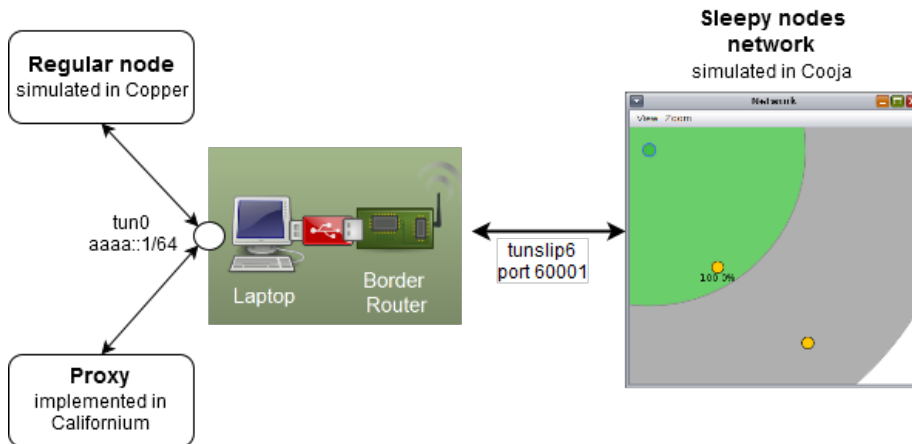 Regular node
simulated in Copper
tun0
aaaa::1/64
Proxy
implemented in
Californium
Laptop
Border
Router
tunslip6
port 60001
Sleepy nodes
network
simulated in Cooja
Network
View Zoom
100.0%